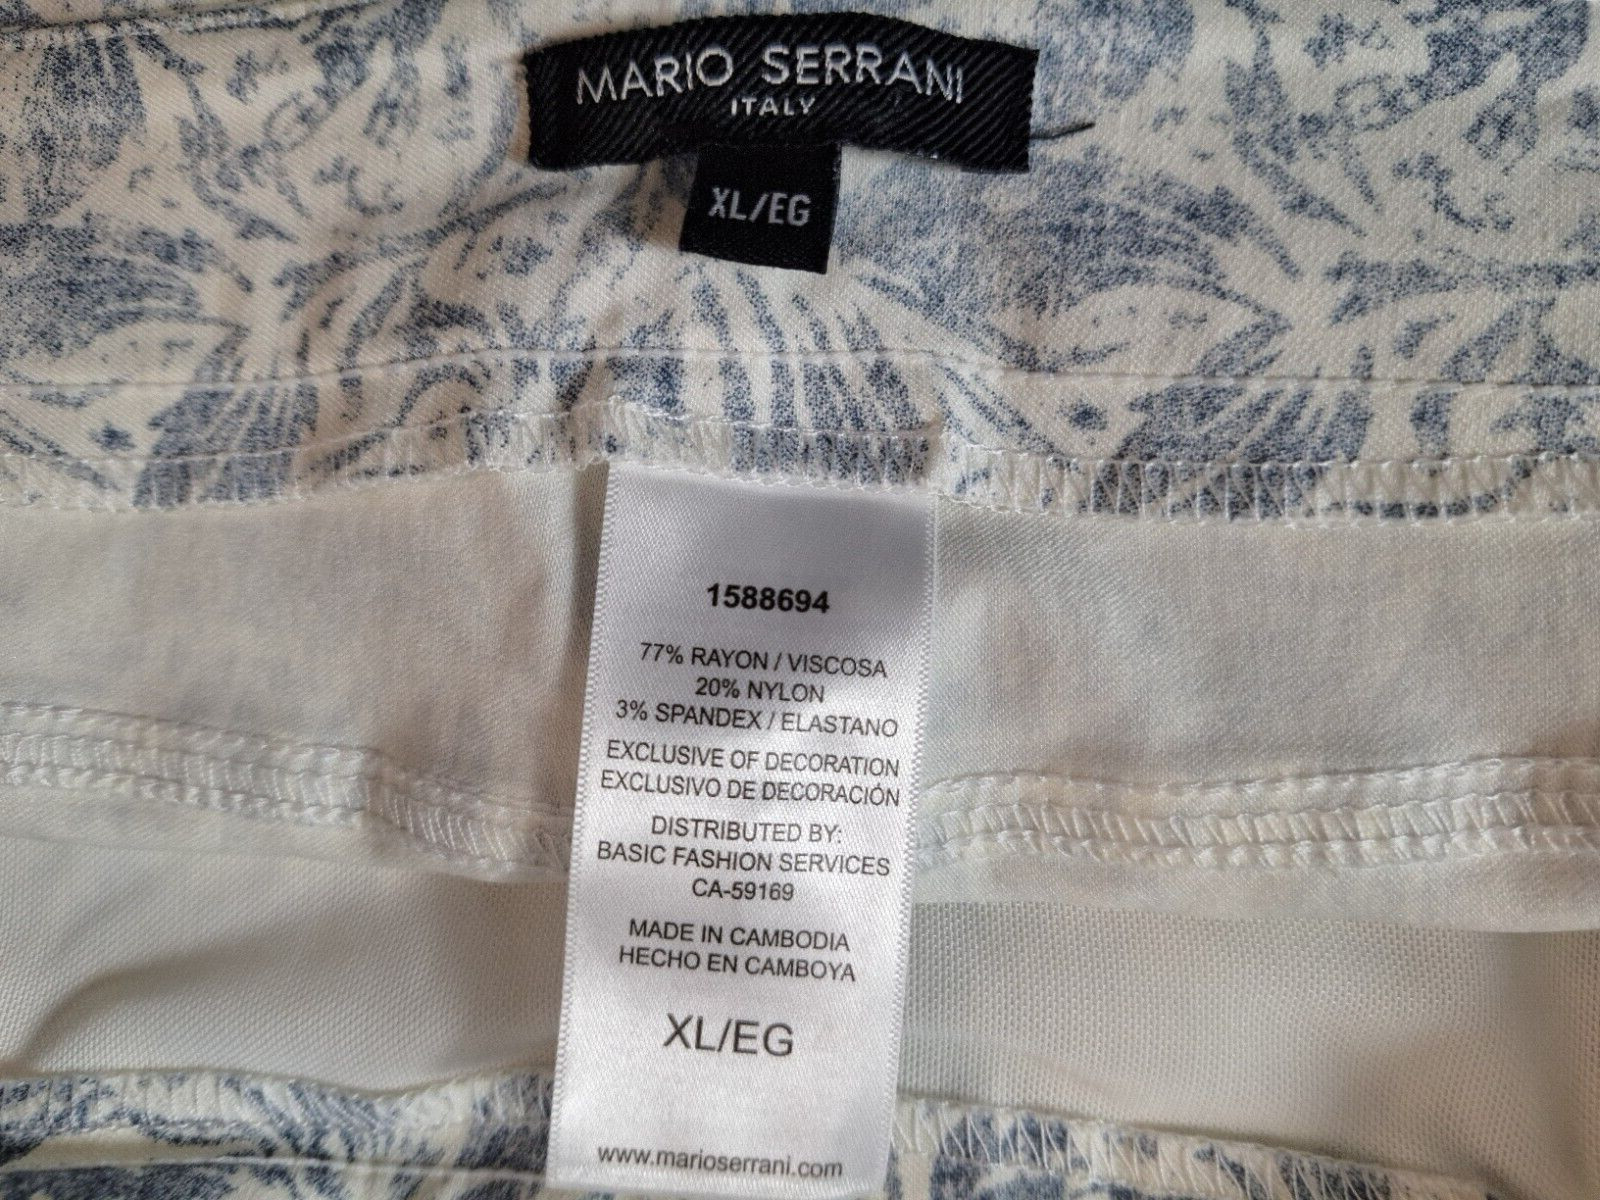 MARIO SERRANI
ITALY
XL/EG
1588694
77% RAYON / VISCOSA
20% NYLON
3% SPANDEX / ELASTANO
EXCLUSIVE OF DECORATION
EXCLUSIVO DE DECORACIÓN
DISTRIBUTED BY:
BASIC FASHION SERVICES
CA-59169
MADE IN CAMBODIA
HECHO EN CAMBOYA
XL/EG
www.marioserrani.com